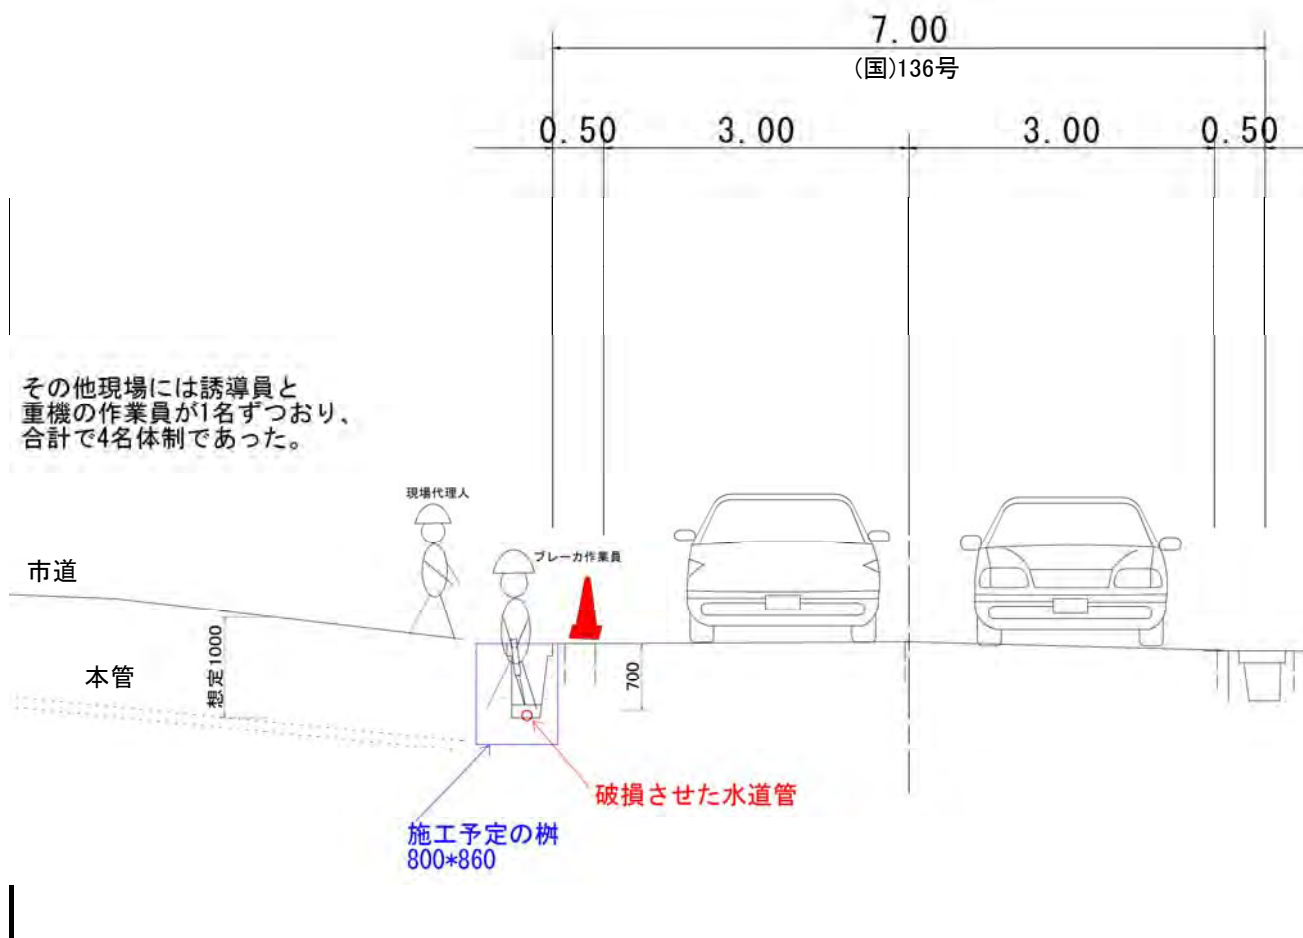 7.00
(国)136号
0.50 3.00 3.00 0.50
その他現場には誘導員と
重機の作業員が1名ずつおり、
合計で4名体制であった。
現場代理人
ブレーカ作業員
市道
想定1000
本管
700
破損させた水道管
施工予定の桝
800*860